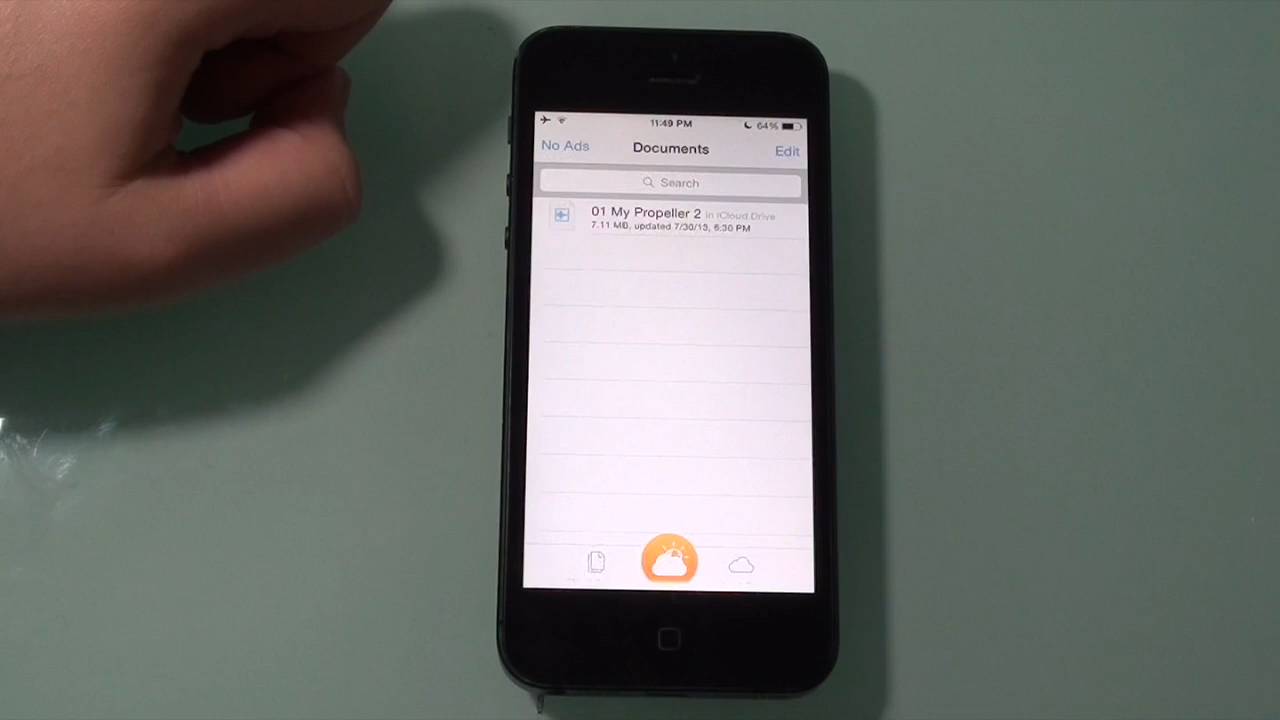 11:49 PM
64%
No Ads
Documents
Edit
Search
01 My Propeller 2 in iCloud Drive
7.11 MB, updated 7/30/13, 6:30 PM